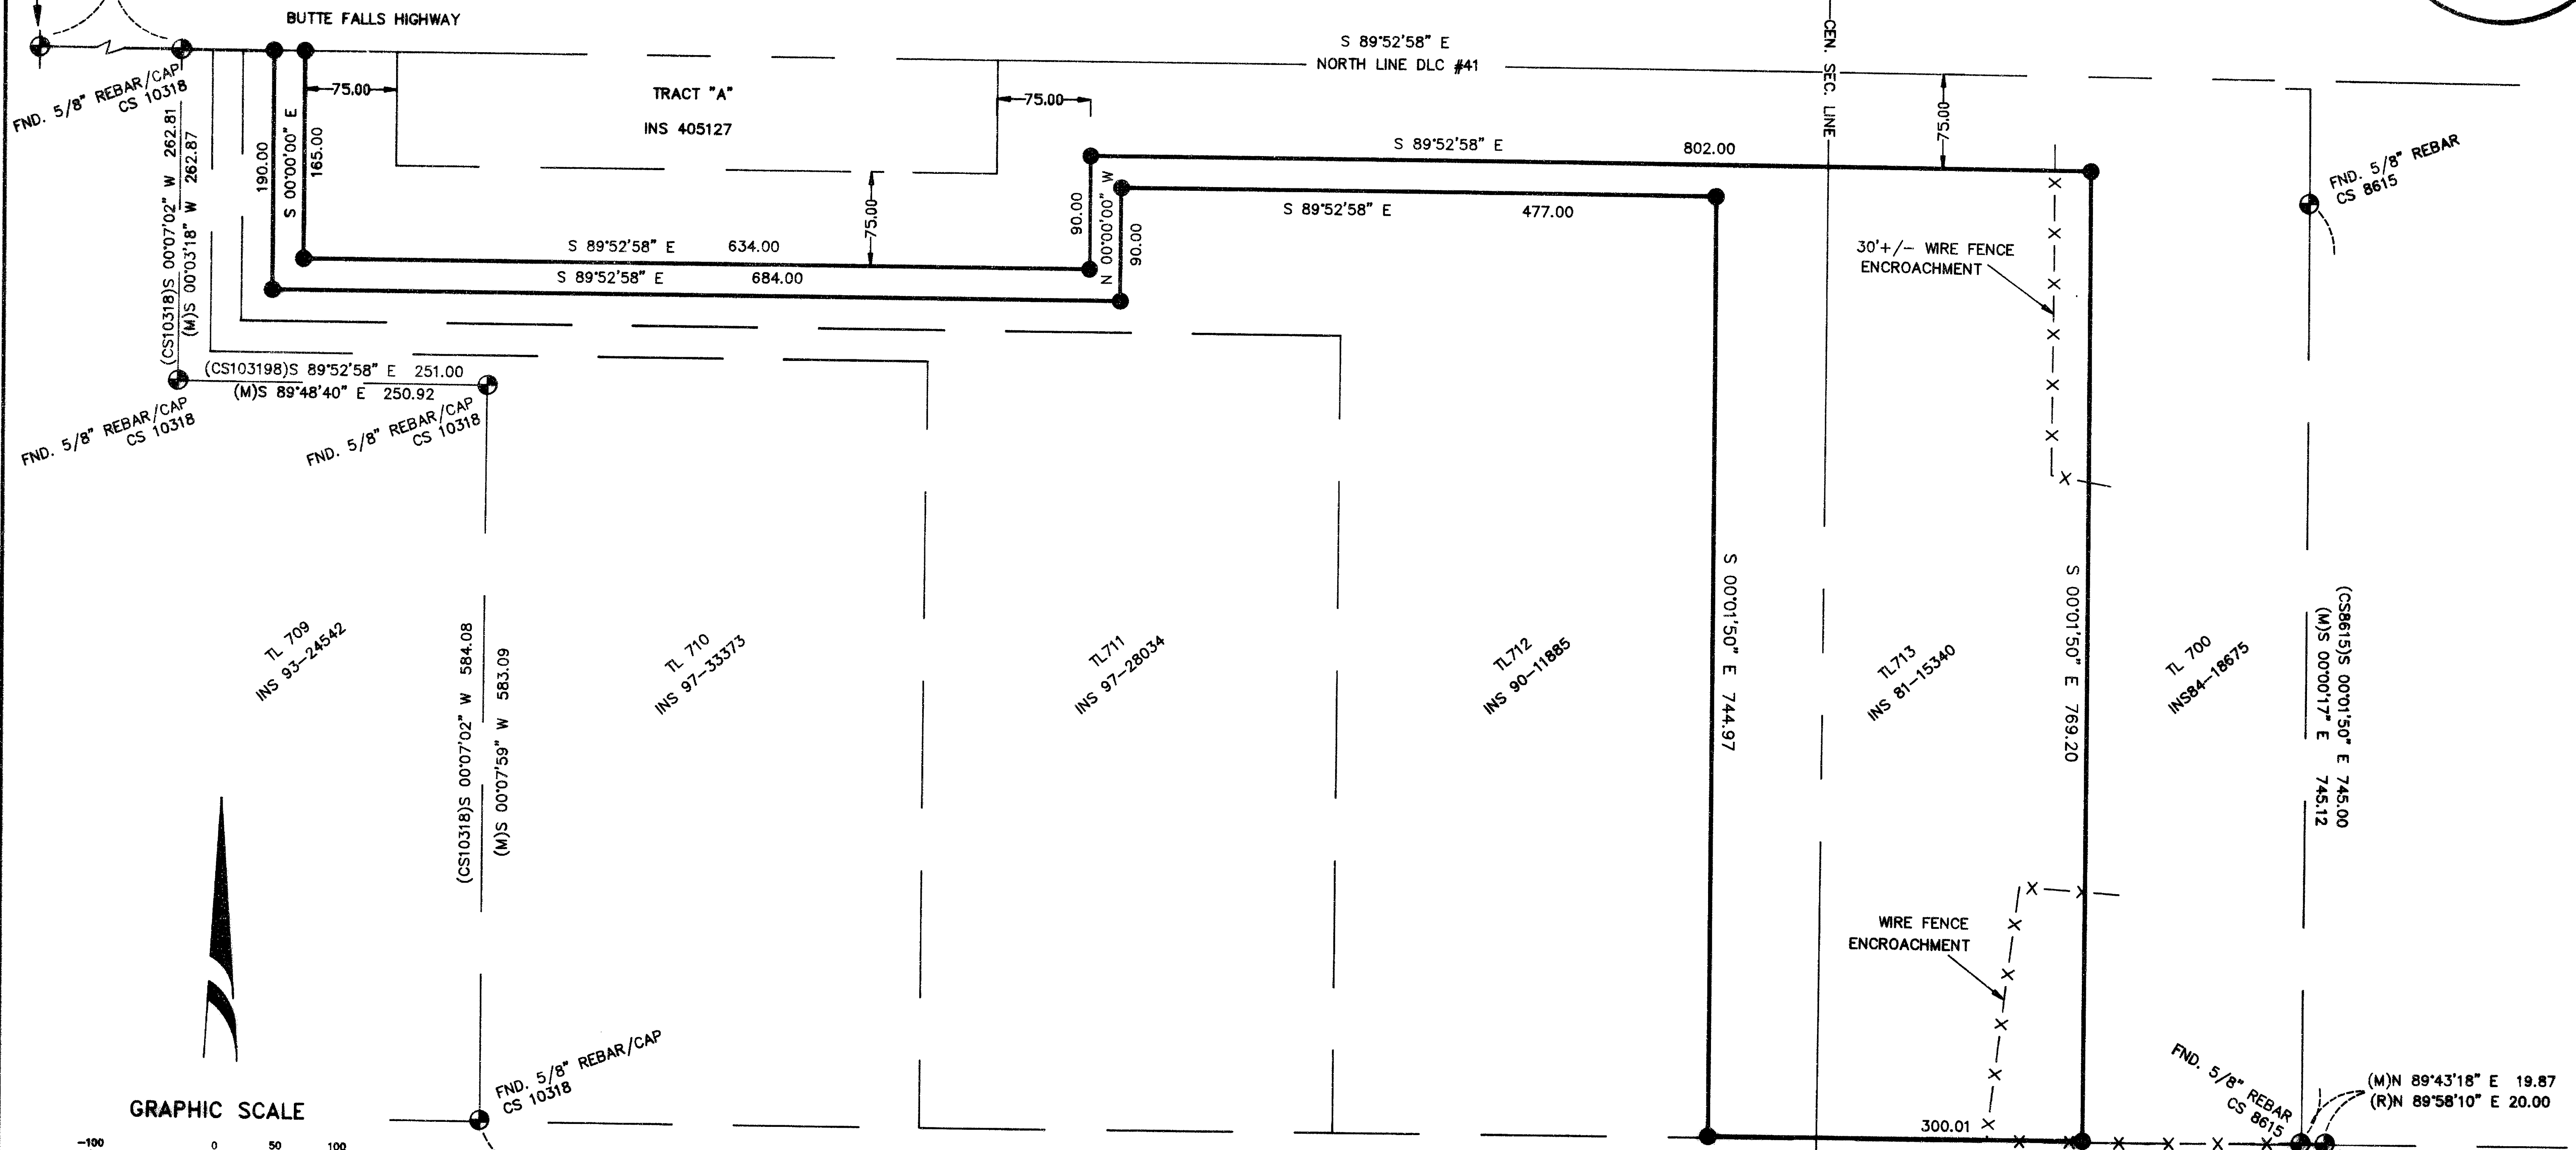 BUTTE FALLS HIGHWAY
S 89°52'58" E
NORTH LINE DLC #41
CEN. SEC. LINE
FND. 5/8" REBAR/CAP
CS 10318
75.00
TRACT "A"
INS 405127
75.00
75.00
(CS10318)S 00°07'02" W 262.81
(M)S 00°03'18" W 262.87
190.00
S 00°00'00" E
165.00
S 89°52'58" E 802.00
FND. 5/8" REBAR
CS 8615
90.00
N 00°00'00" W
90.00
75.00
S 89°52'58" E 477.00
S 89°52'58" E 634.00
S 89°52'58" E 684.00
30'+/- WIRE FENCE
ENCROACHMENT
(CS103198)S 89°52'58" E 251.00
(M)S 89°48'40" E 250.92
FND. 5/8" REBAR/CAP
CS 10318
FND. 5/8" REBAR/CAP
CS 10318
TL 709
INS 93-24542
(CS10318)S 00°07'02" W 584.08
(M)S 00°07'59" W 583.09
TL 710
INS 97-33373
TL711
INS 97-28034
TL712
INS 90-11885
S 00°01'50" E 744.97
TL713
INS 81-15340
S 00°01'50" E 769.20
TL 700
INS84-18675
(CS8615)S 00°01'50" E 745.00
(M)S 00°00'17" E 745.12
WIRE FENCE
ENCROACHMENT
FND. 5/8" REBAR/CAP
CS 10318
FND. 5/8" REBAR
CS 8615
(M)N 89°43'18" E 19.87
(R)N 89°58'10" E 20.00
300.01
GRAPHIC SCALE
-100 0 50 100